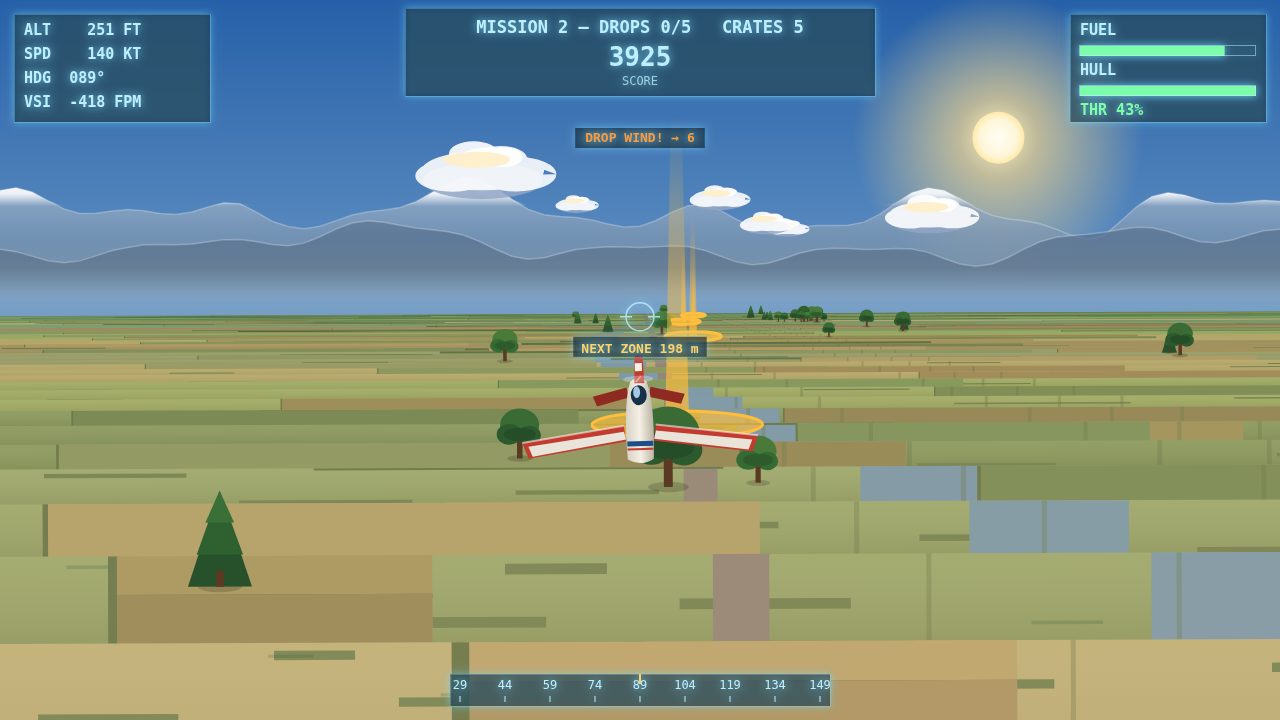 ALT 251 FT
SPD 140 KT
HDG 089°
VSI -418 FPM
MISSION 2 — DROPS 0/5 CRATES 5
3925
SCORE
FUEL
HULL
THR 43%
DROP WIND! → 6
NEXT ZONE 198 m
29 44 59 74 89 104 119 134 149